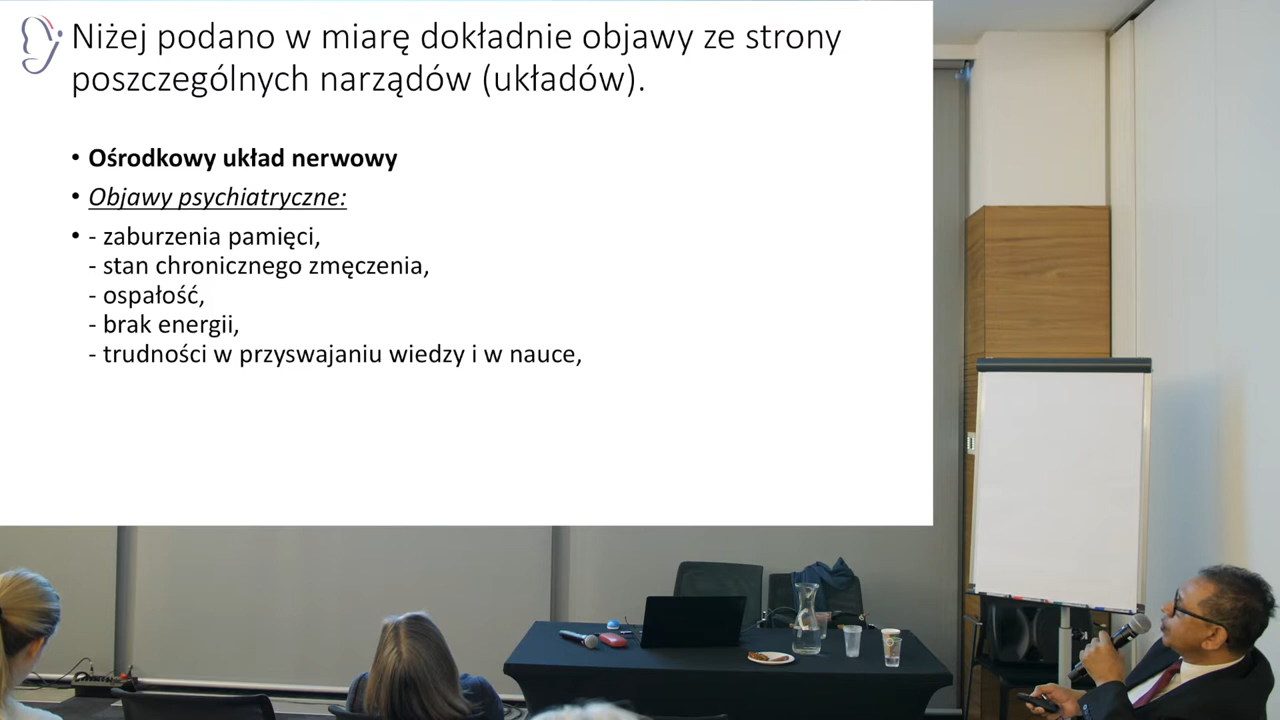 Niżej podano w miarę dokładnie objawy ze strony
poszczególnych narządów (układów).
• Ośrodkowy układ nerwowy
• Objawy psychiatryczne:
• - zaburzenia pamięci,
- stan chronicznego zmęczenia,
- ospałość,
- brak energii,
- trudności w przyswajaniu wiedzy i w nauce,